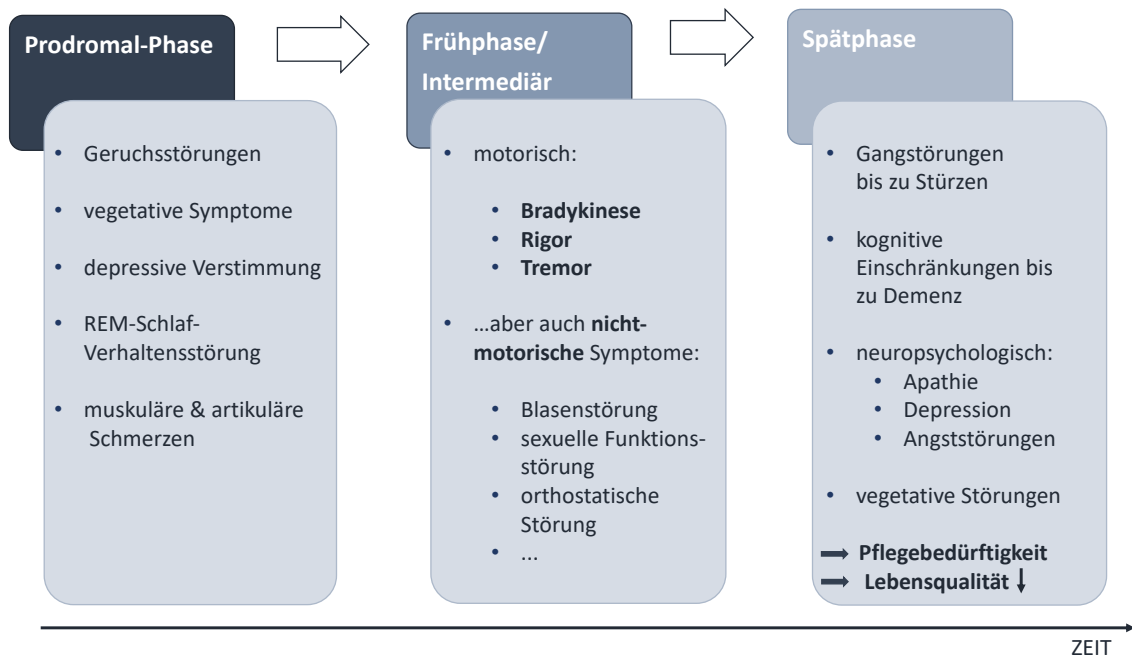 Prodromal-Phase
• Geruchsstörungen
• vegetative Symptome
• depressive Verstimmung
• REM-Schlaf-
Verhaltensstörung
• muskuläre & artikuläre
Schmerzen
Frühphase/
Intermediär
• motorisch:
• Bradykinese
• Rigor
• Tremor
• ...aber auch nicht-
motorische Symptome:
• Blasenstörung
• sexuelle Funktions-
störung
• orthostatische
Störung
• ...
Spätphase
• Gangstörungen
bis zu Stürzen
• kognitive
Einschränkungen bis
zu Demenz
• neuropsychologisch:
• Apathie
• Depression
• Angststörungen
• vegetative Störungen
➞ Pflegebedürftigkeit
➞ Lebensqualität ↓
ZEIT